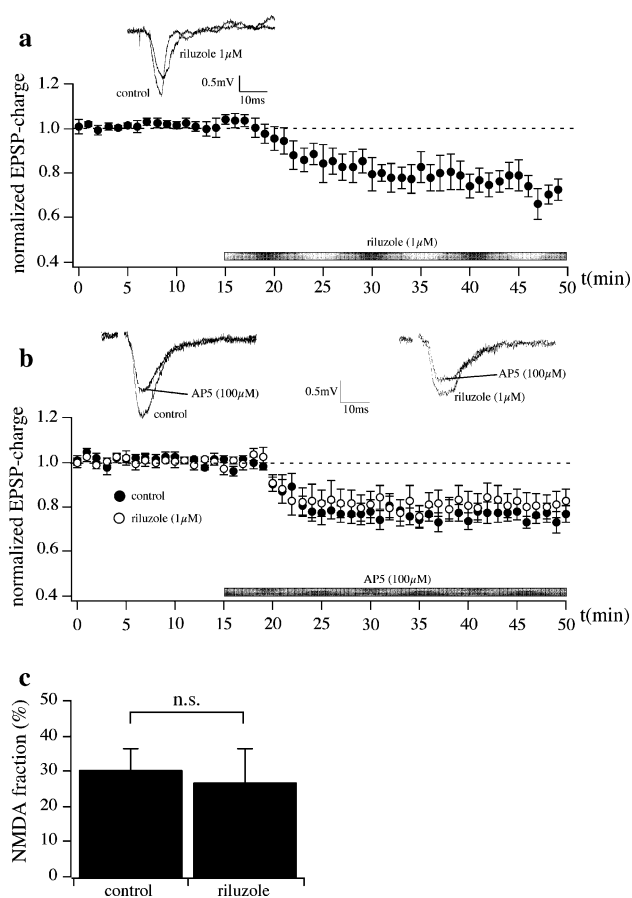 a
riluzole 1µM
control
0.5mV
10ms
normalized EPSP-charge
1.2
1.0
0.8
0.6
0.4
riluzole (1µM)
0 5 10 15 20 25 30 35 40 45 50
t(min)
b
AP5 (100µM)
control
0.5mV
10ms
AP5 (100µM)
riluzole (1µM)
normalized EPSP-charge
1.2
1.0
0.8
0.6
0.4
control
riluzole (1µM)
AP5 (100µM)
0 5 10 15 20 25 30 35 40 45 50
t(min)
c
NMDA fraction (%)
50
40
30
20
10
0
n.s.
control riluzole